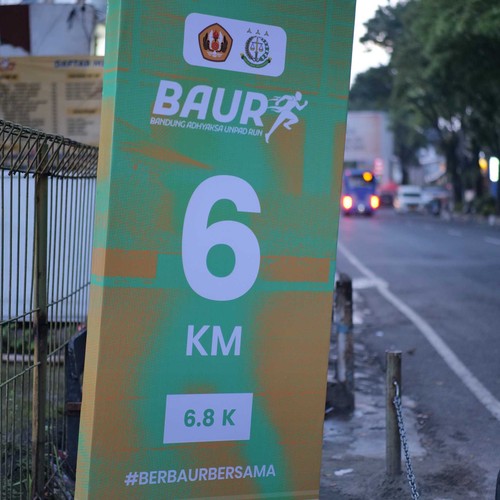 BAUR
BANDUNG ADHYAKSA UNPAD RUN
6
KM
6.8 K
#BERBAURBERSAMA